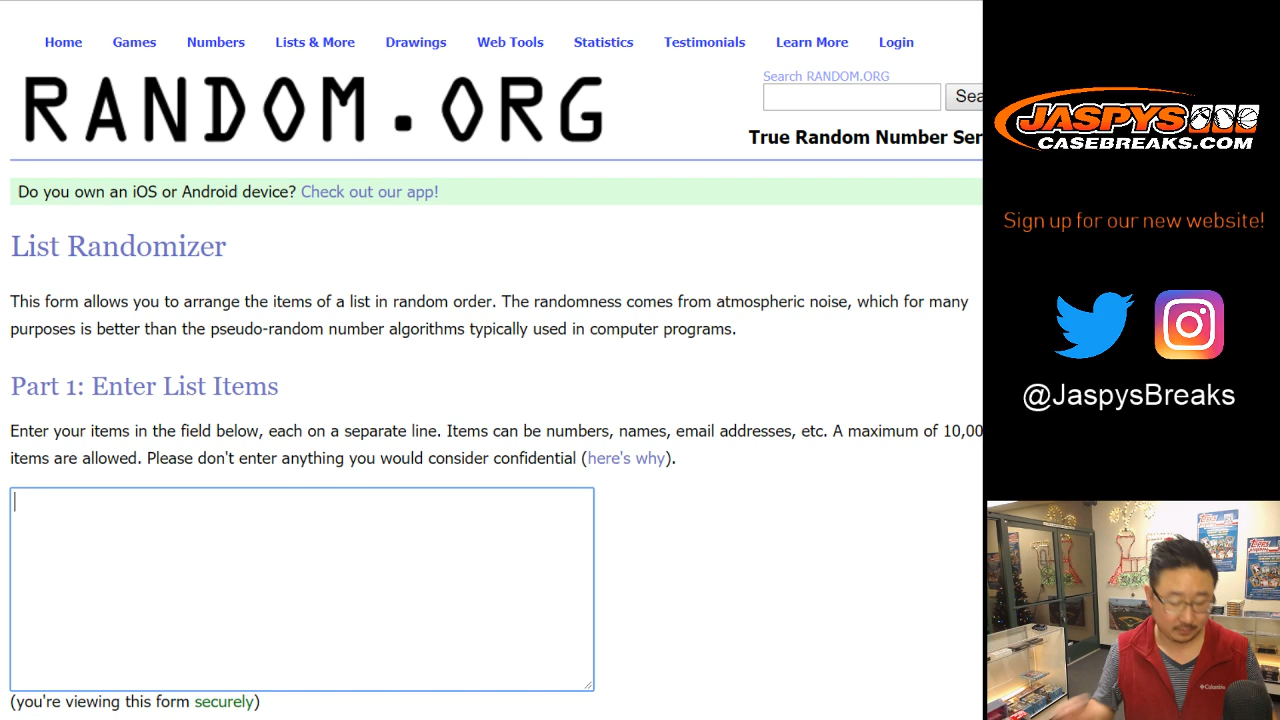 Home Games Numbers Lists & More Drawings Web Tools Statistics Testimonials Learn More Login
RANDOM.ORG
Search RANDOM.ORG
Sea
True Random Number Ser
Do you own an iOS or Android device? Check out our app!
List Randomizer
This form allows you to arrange the items of a list in random order. The randomness comes from atmospheric noise, which for many
purposes is better than the pseudo-random number algorithms typically used in computer programs.
Part 1: Enter List Items
Enter your items in the field below, each on a separate line. Items can be numbers, names, email addresses, etc. A maximum of 10,00
items are allowed. Please don't enter anything you would consider confidential (here's why).
(you're viewing this form securely)
JASPYS
CASEBREAKS.COM
Sign up for our new website!
@JaspysBreaks
Topps
Topps
Columbia